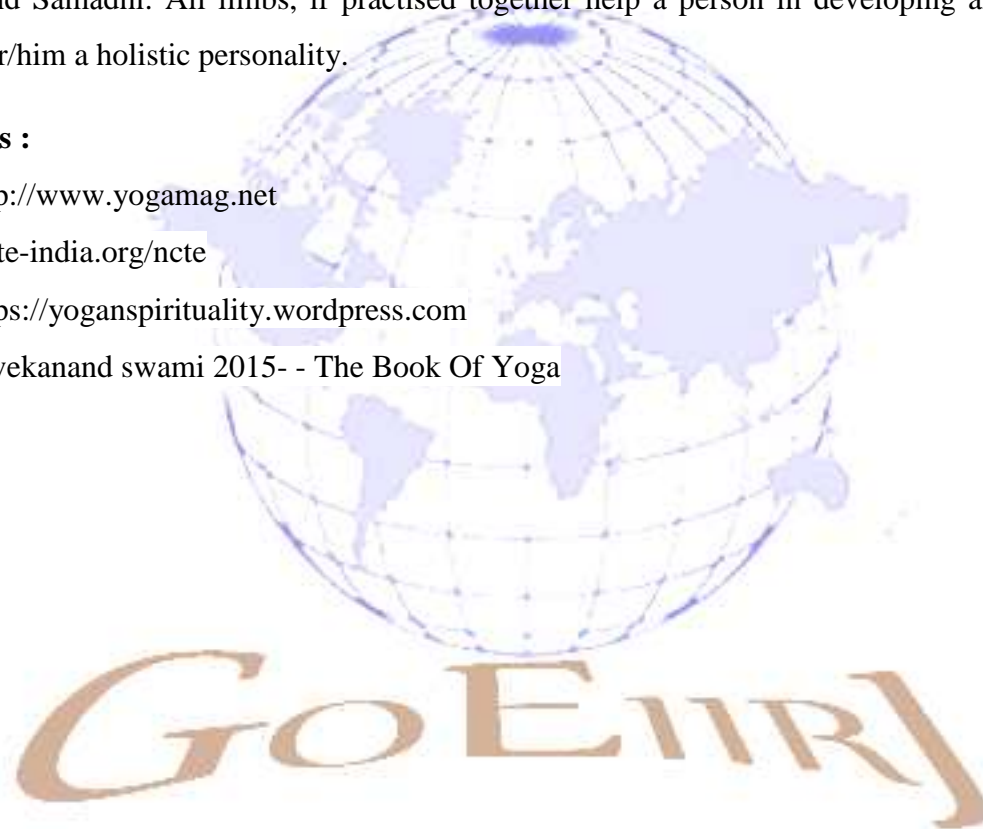 nd Samadhi. All limbs, if practised together help a person in developing a
r/him a holistic personality.
s :
p://www.yogamag.net
te-india.org/ncte
ps://yoganspirituality.wordpress.com
vekanand swami 2015- - The Book Of Yoga
GOEIIRJ